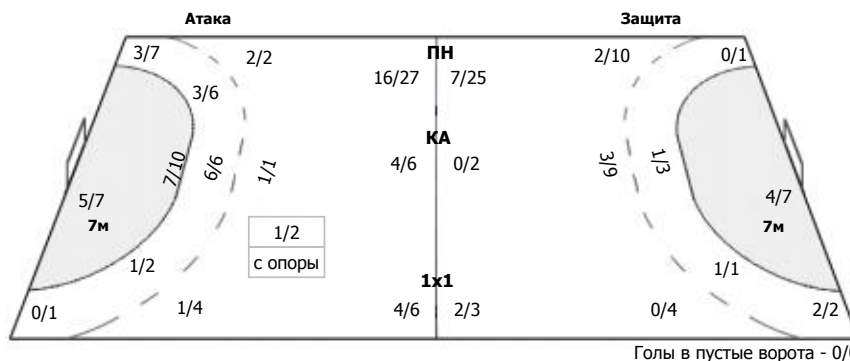 Атака Защита
3/7 2/2 ПН 2/10 0/1
16/27 7/25
3/6
КА
7/10 6/6 1/1 4/6 0/2 3/9 1/3
5/7 4/7
7м 7м
1/2
с опоры
1/2 1/1
1x1
0/1 1/4 4/6 2/3 0/4 2/2
Голы в пустые ворота - 0/